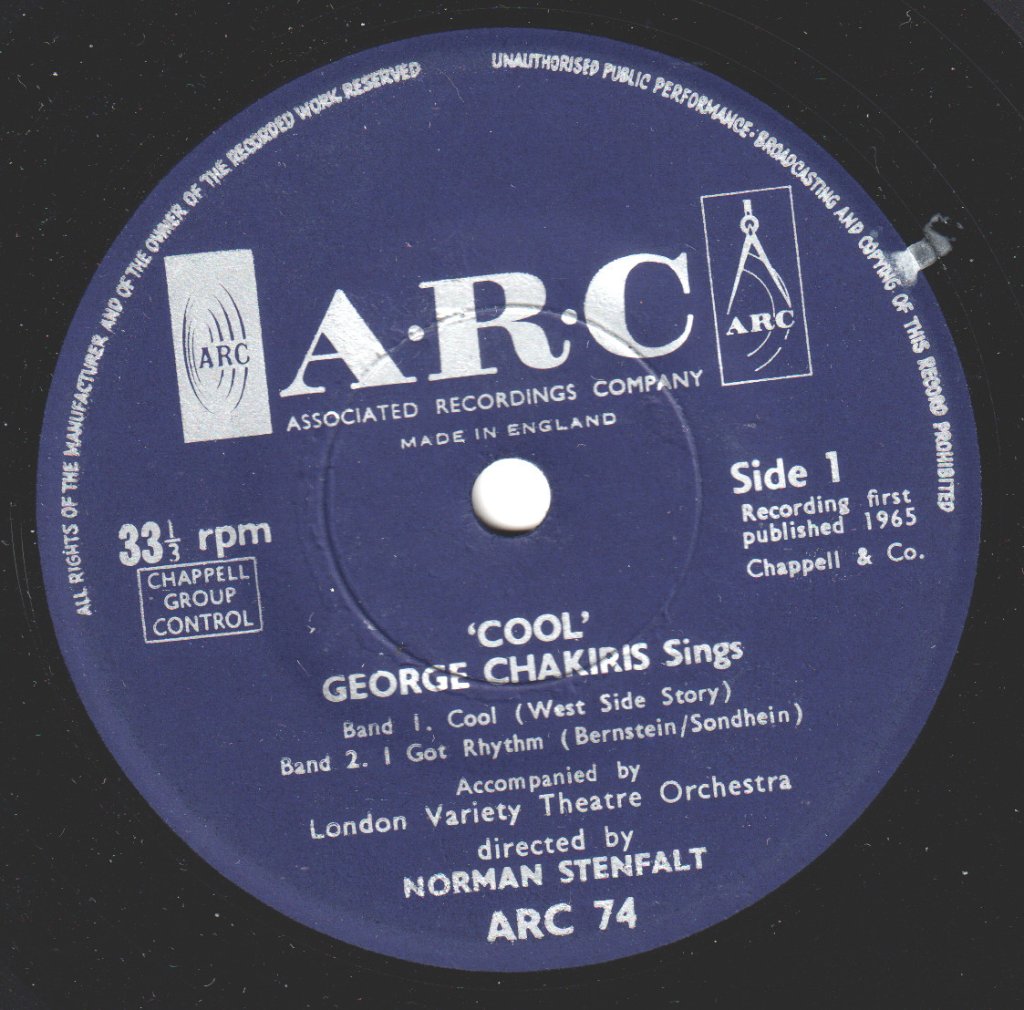 ALL RIGHTS OF THE MANUFACTURER AND OF THE OWNER OF THE RECORDED WORK RESERVED
UNAUTHORISED PUBLIC PERFORMANCE · BROADCASTING AND COPYING OF THIS RECORD PROHIBITED
ARC
A·R·C
ARC
ASSOCIATED RECORDINGS COMPANY
MADE IN ENGLAND
33 1/3 rpm
CHAPPELL
GROUP
CONTROL
Side 1
Recording first
published 1965
Chappell & Co.
'COOL'
GEORGE CHAKIRIS Sings
Band 1. Cool (West Side Story)
Band 2. I Got Rhythm (Bernstein/Sondhein)
Accompanied by
London Variety Theatre Orchestra
directed by
NORMAN STENFALT
ARC 74